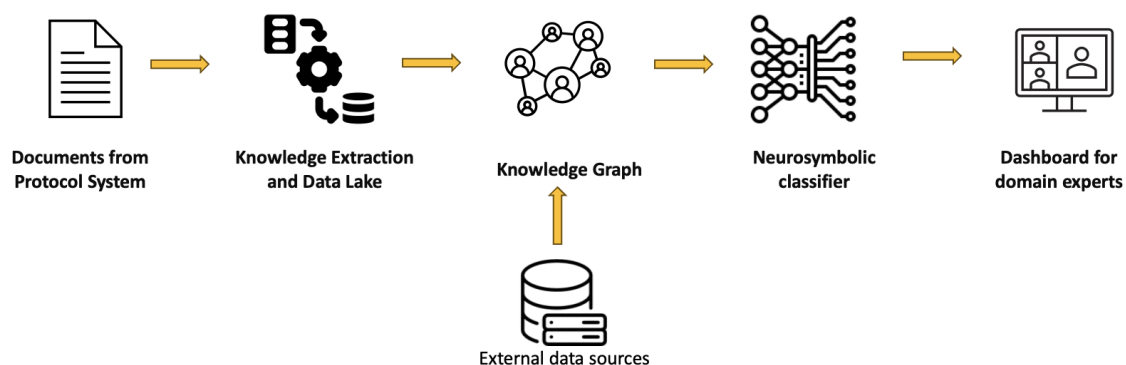 Documents from
Protocol System
Knowledge Extraction
and Data Lake
Knowledge Graph
Neurosymbolic
classifier
Dashboard for
domain experts
External data sources